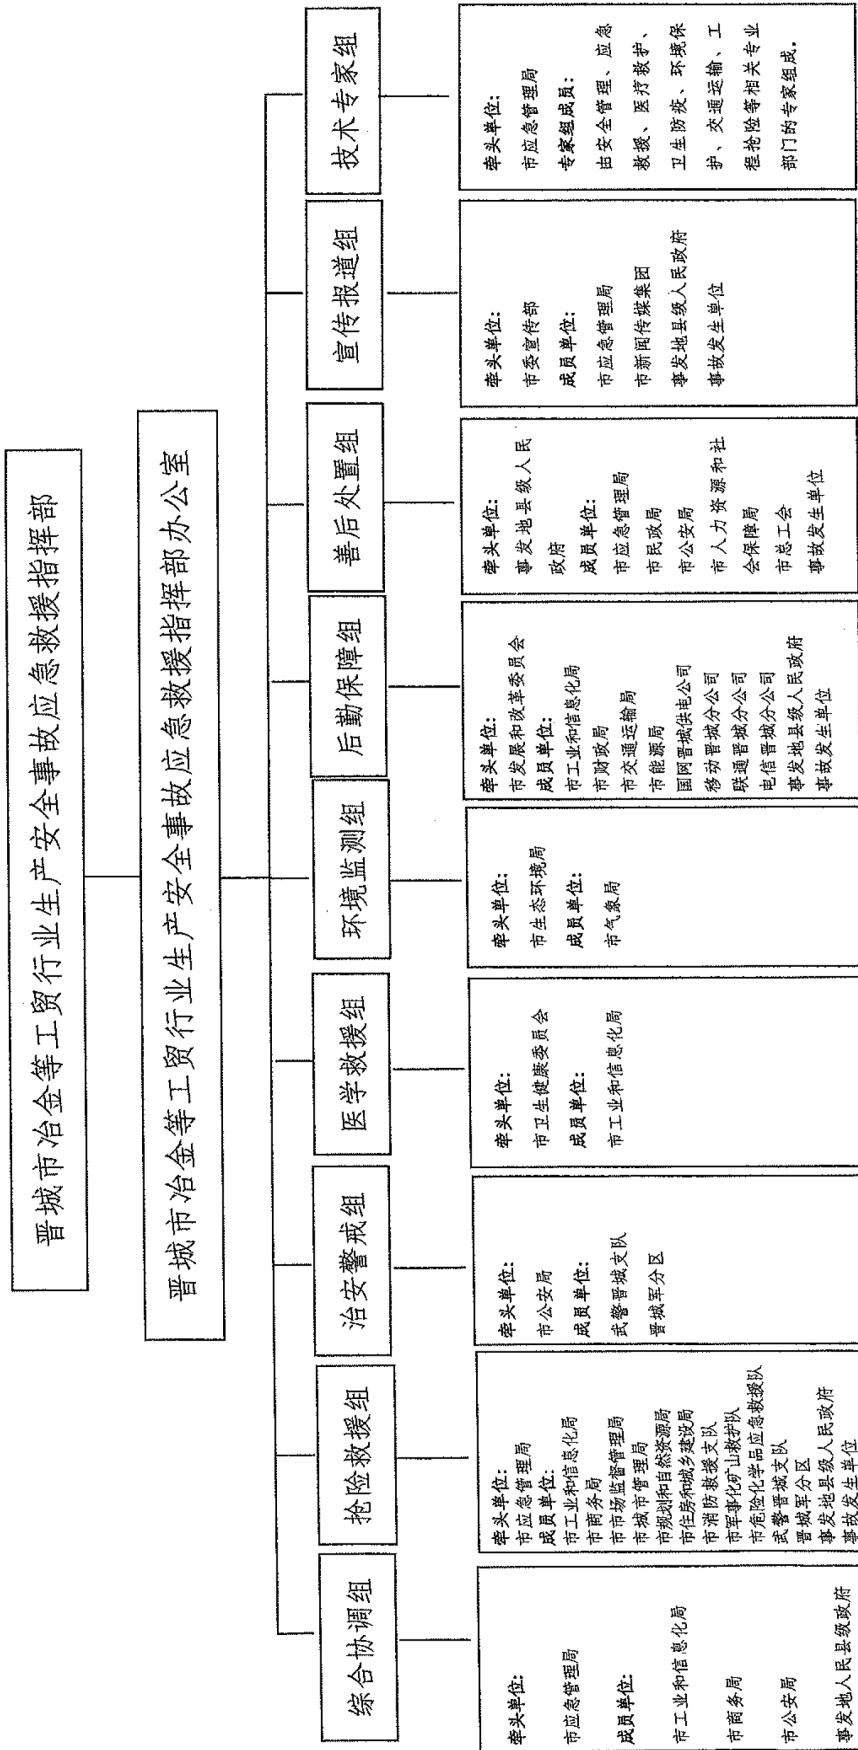 晋城市冶金等工贸行业生产安全事故应急救援指挥部
晋城市冶金等工贸行业生产安全事故应急救援指挥部办公室
综合协调组
牵头单位：
市应急管理局
成员单位：
市工业和信息化局
市商务局
市公安局
事发地人民县级政府
抢险救援组
牵头单位：
市应急管理局
成员单位：
市工业和信息化局
市商务局
市市场监督管理局
市城市管理局
市规划和自然资源局
市住房和城乡建设局
市消防救援支队
市军事化矿山救护队
市危险化学品应急救援队
武警晋城支队
晋城军分区
事发地县级人民政府
事故发生单位
治安警戒组
牵头单位：
市公安局
成员单位：
武警晋城支队
晋城军分区
医学救援组
牵头单位：
市卫生健康委员会
成员单位：
市工业和信息化局
环境监测组
牵头单位：
市生态环境局
成员单位：
市气象局
后勤保障组
牵头单位：
市发展和改革委员会
成员单位：
市工业和信息化局
市财政局
市交通运输局
市能源局
国网晋城供电公司
移动晋城分公司
联通晋城分公司
电信晋城分公司
事发地县级人民政府
事故发生单位
善后处置组
牵头单位：
事发地县级人民
政府
成员单位：
市应急管理局
市民政局
市公安局
市人力资源和社
会保障局
市总工会
事故发生单位
宣传报道组
牵头单位：
市委宣传部
成员单位：
市应急管理局
市新闻传媒集团
事发地县级人民政府
事故发生单位
技术专家组
牵头单位：
市应急管理局
专家组成员：
由安全管理、应急
救援、医疗救护、
卫生防疫、环境保
护、交通运输、工
程抢险等相关专业
部门的专家组成。